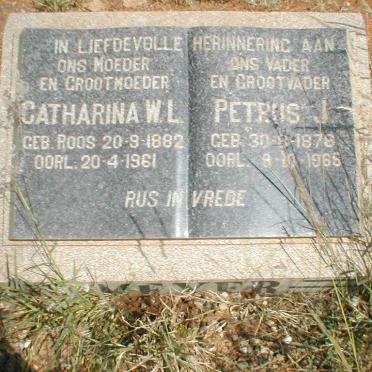 IN LIEFDEVOLLE HERINNERING AAN
ONS MOEDER
EN GROOTMOEDER
CATHARINA W.L.
GEB. ROOS 20-9-1882
OORL. 20-4-1961
ONS VADER
EN GROOTVADER
PETRUS J.
GEB. 30- -1878
OORL. 8-10-1965
RUS IN VREDE
MEYER